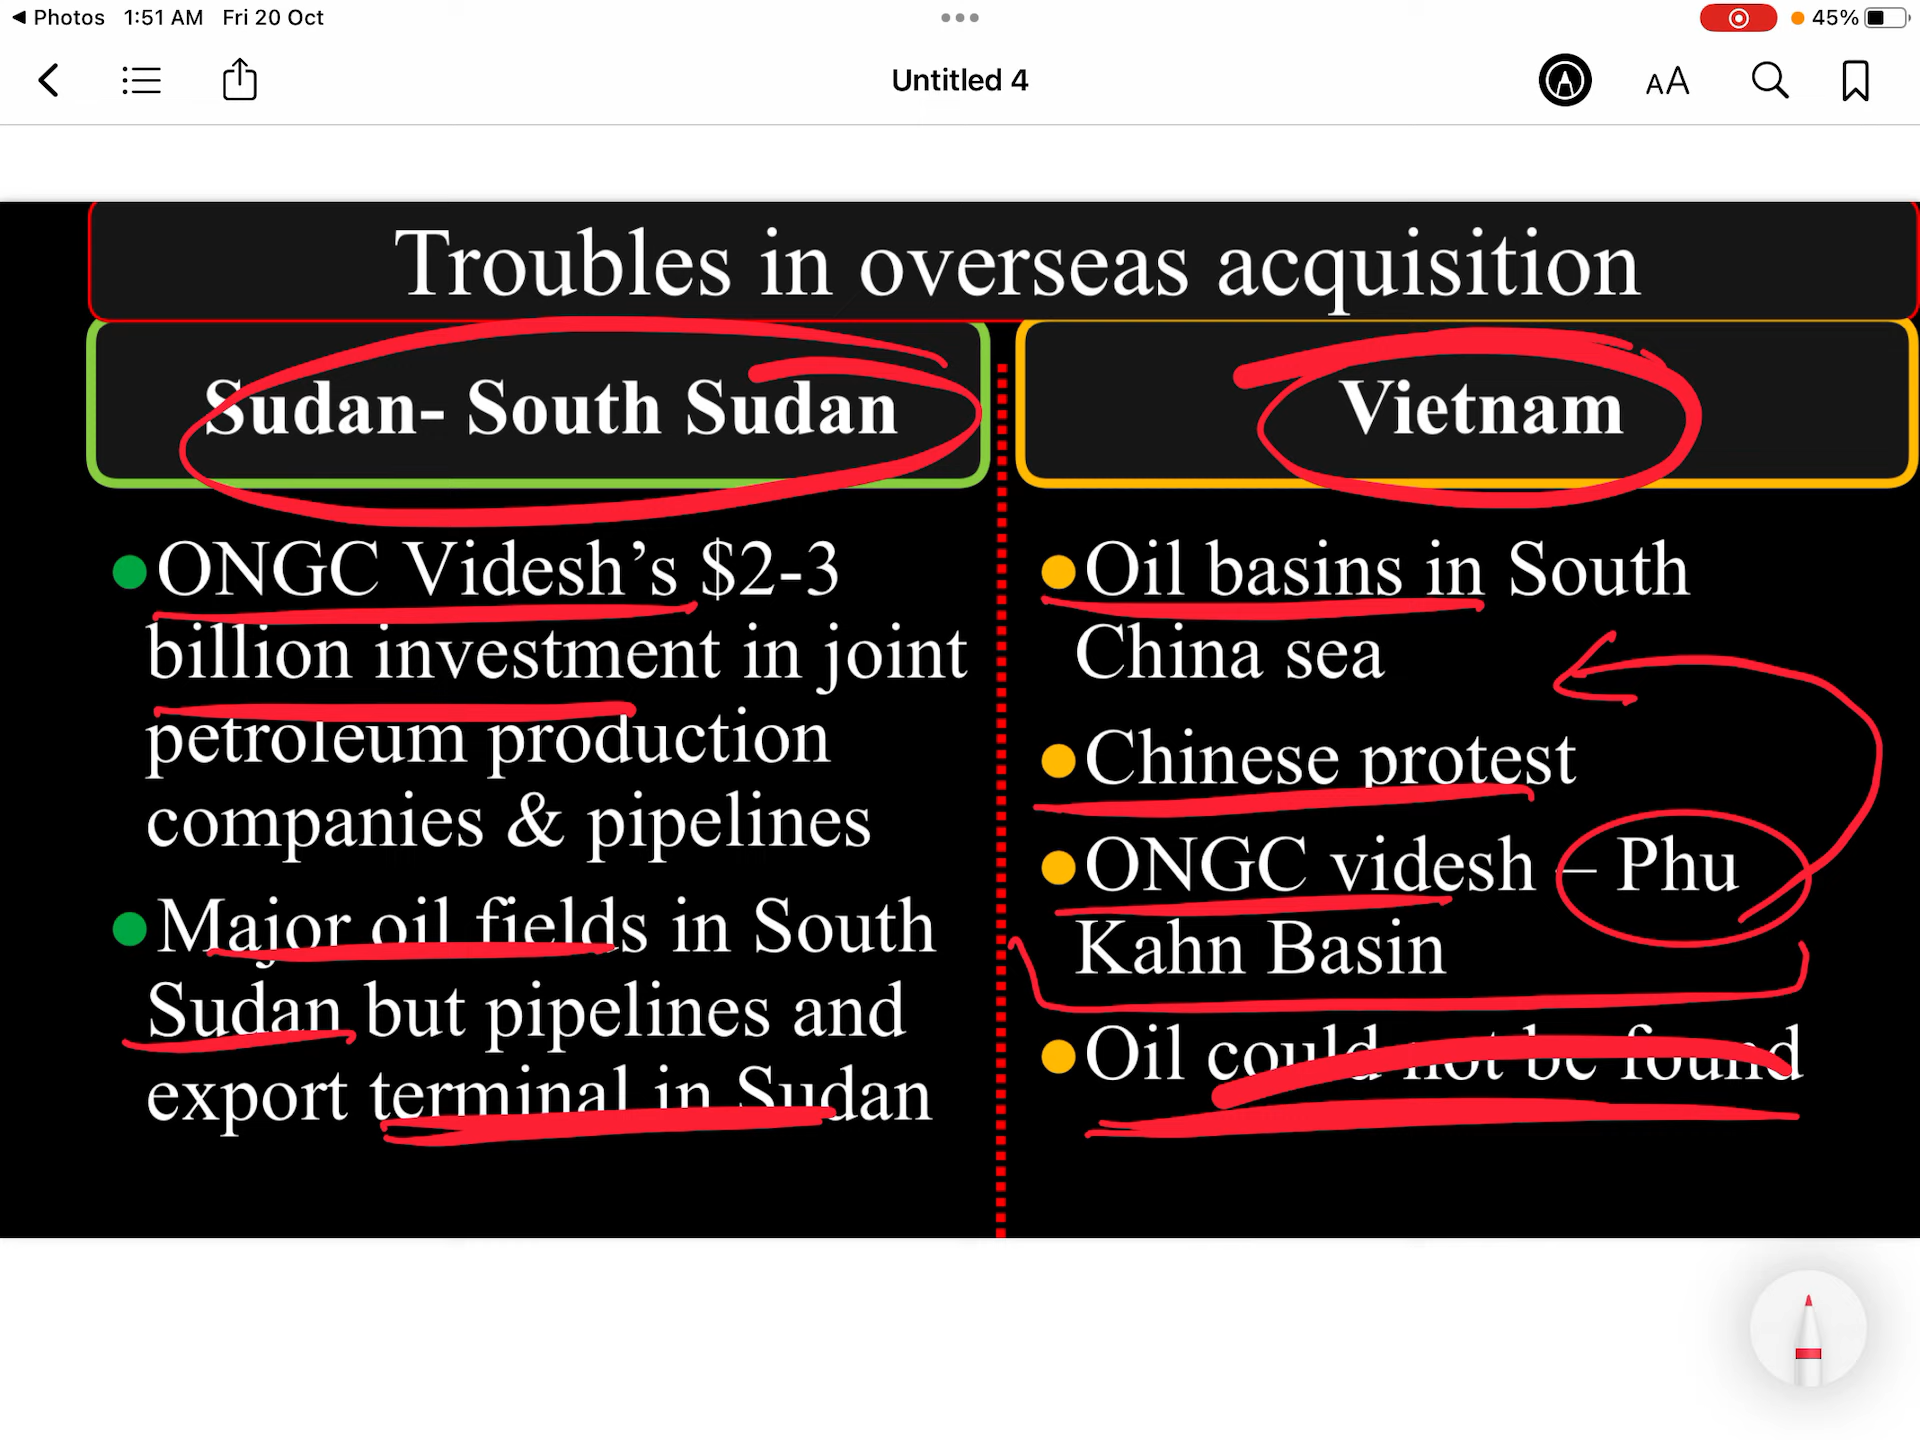 Photos 1:51 AM Fri 20 Oct
45%
Untitled 4
AA
Troubles in overseas acquisition
Sudan- South Sudan
ONGC Videsh’s $2-3
billion investment in joint
petroleum production
companies & pipelines
Major oil fields in South
Sudan but pipelines and
export terminal in Sudan
Vietnam
Oil basins in South
China sea
Chinese protest
ONGC videsh – Phu
Kahn Basin
Oil could not be found